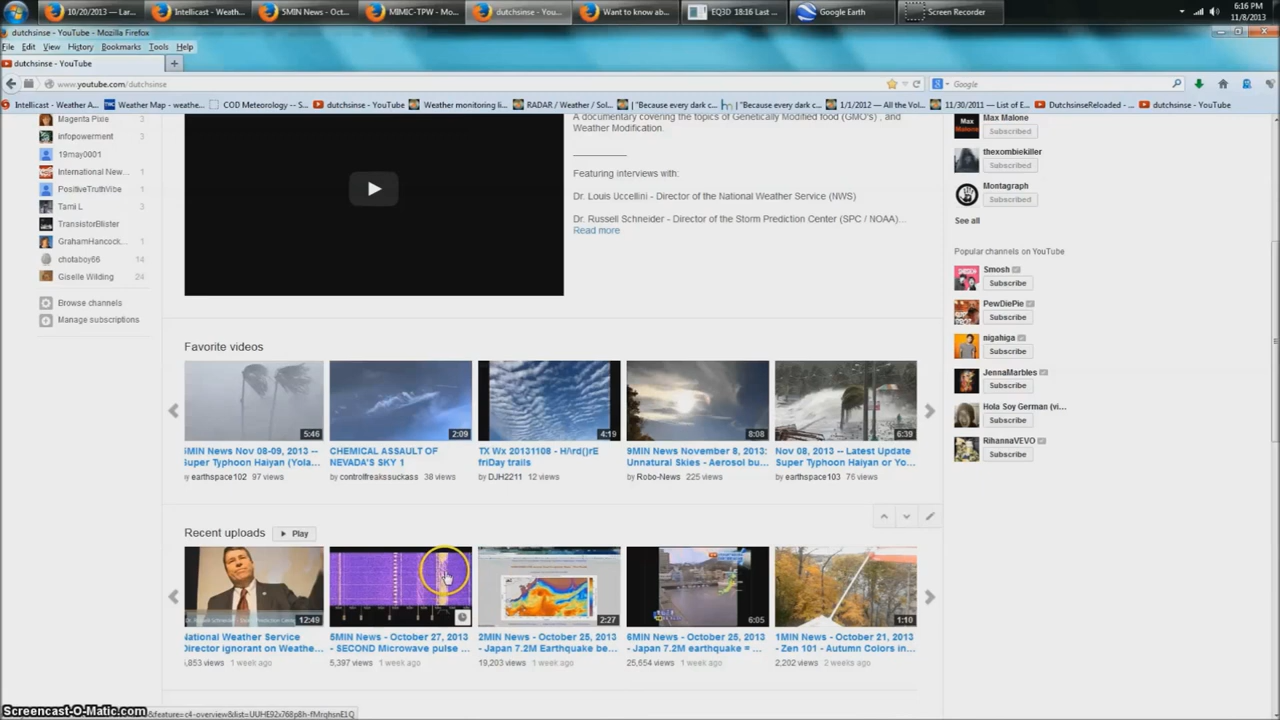 10/20/2013 — Lar...
Intellicast - Weath...
5MIN News - Oct...
MIMIC-TPW - Mo...
dutchsinse - You...
Want to know ab...
EQ3D 18:16 Last ...
Google Earth
Screen Recorder
6:16 PM
11/8/2013
dutchsinse - YouTube - Mozilla Firefox
File Edit View History Bookmarks Tools Help
dutchsinse - YouTube
www.youtube.com/dutchsinse
Google
Intellicast - Weather A...
Weather Map - weathe...
COD Meteorology -- S...
dutchsinse - YouTube
Weather monitoring li...
RADAR / Weather / Sol...
"Because every dark c...
"Because every dark c...
1/1/2012 — All the Vol...
11/30/2011 — List of E...
DutchsinseReloaded - ...
dutchsinse - YouTube
Magenta Pixie 3
infopowerment 3
19may0001
International New... 1
PositiveTruthVibe 1
Tami L 3
TransistorBlister
GrahamHancock... 1
chotaboy66 14
Giselle Wilding 24
Browse channels
Manage subscriptions
A documentary covering the topics of Genetically Modified food (GMO's) , and
Weather Modification.
Featuring interviews with:
Dr. Louis Uccellini - Director of the National Weather Service (NWS)
Dr. Russell Schneider - Director of the Storm Prediction Center (SPC / NOAA)...
Read more
Max Malone
Subscribed
thexombiekiller
Subscribed
Montagraph
Subscribed
See all
Popular channels on YouTube
Smosh
Subscribe
PewDiePie
Subscribe
nigahiga
Subscribe
JennaMarbles
Subscribe
Hola Soy German (vi...
Subscribe
RihannaVEVO
Subscribe
Favorite videos
5:46
2:09
4:19
8:08
6:39
5MIN News Nov 08-09, 2013 --
Super Typhoon Haiyan (Yola...
by earthspace102 97 views
CHEMICAL ASSAULT OF
NEVADA'S SKY 1
by controlfreakssuckass 38 views
TX Wx 20131108 - H/\rd()rE
friDay trails
by DJH2211 12 views
9MIN News November 8, 2013:
Unnatural Skies - Aerosol bu...
by Robo-News 225 views
Nov 08, 2013 -- Latest Update
Super Typhoon Haiyan or Yo...
by earthspace103 76 views
Recent uploads
Play
12:49
2:27
6:05
1:10
National Weather Service
Director ignorant on Weathe...
,853 views 1 week ago
5MIN News - October 27, 2013
- SECOND Microwave pulse ...
5,397 views 1 week ago
2MIN News - October 25, 2013
- Japan 7.2M Earthquake be...
19,203 views 1 week ago
6MIN News - October 25, 2013
- Japan 7.2M earthquake = ...
25,654 views 1 week ago
1MIN News - October 21, 2013
- Zen 101 - Autumn Colors in...
2,202 views 2 weeks ago
Screencast-O-Matic.com